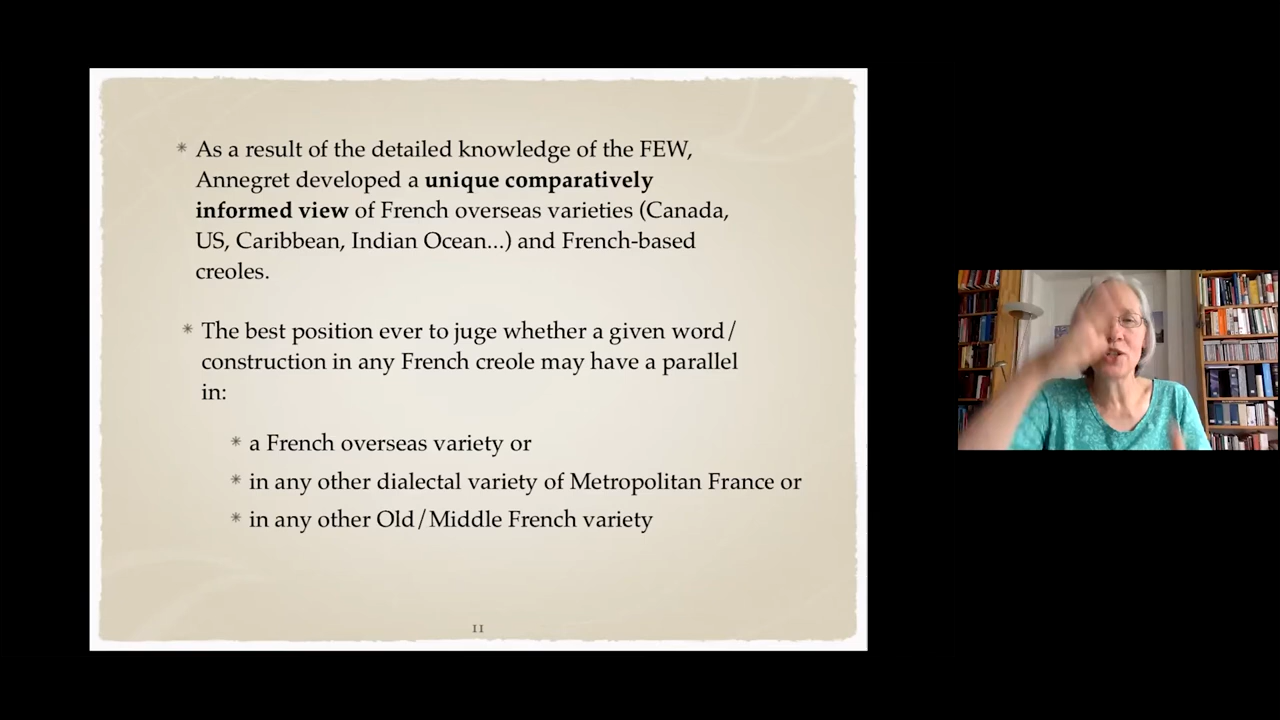 * As a result of the detailed knowledge of the FEW,
Annegret developed a unique comparatively
informed view of French overseas varieties (Canada,
US, Caribbean, Indian Ocean...) and French-based
creoles.
* The best position ever to juge whether a given word/
construction in any French creole may have a parallel
in:
* a French overseas variety or
* in any other dialectal variety of Metropolitan France or
* in any other Old/Middle French variety
11